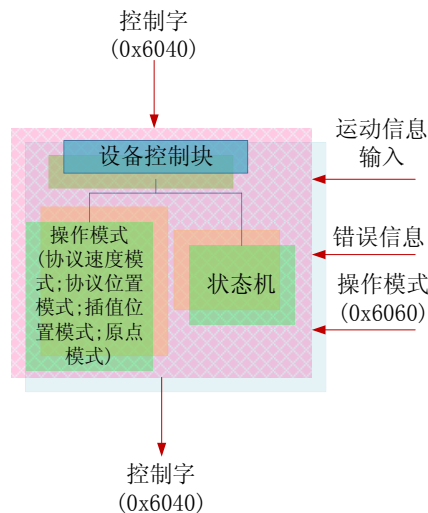 控制字
(0x6040)
设备控制块
运动信息
输入
操作模式
(协议速度模
式;协议位置
模式;插值位
置模式;原点
模式)
状态机
错误信息
操作模式
(0x6060)
控制字
(0x6040)